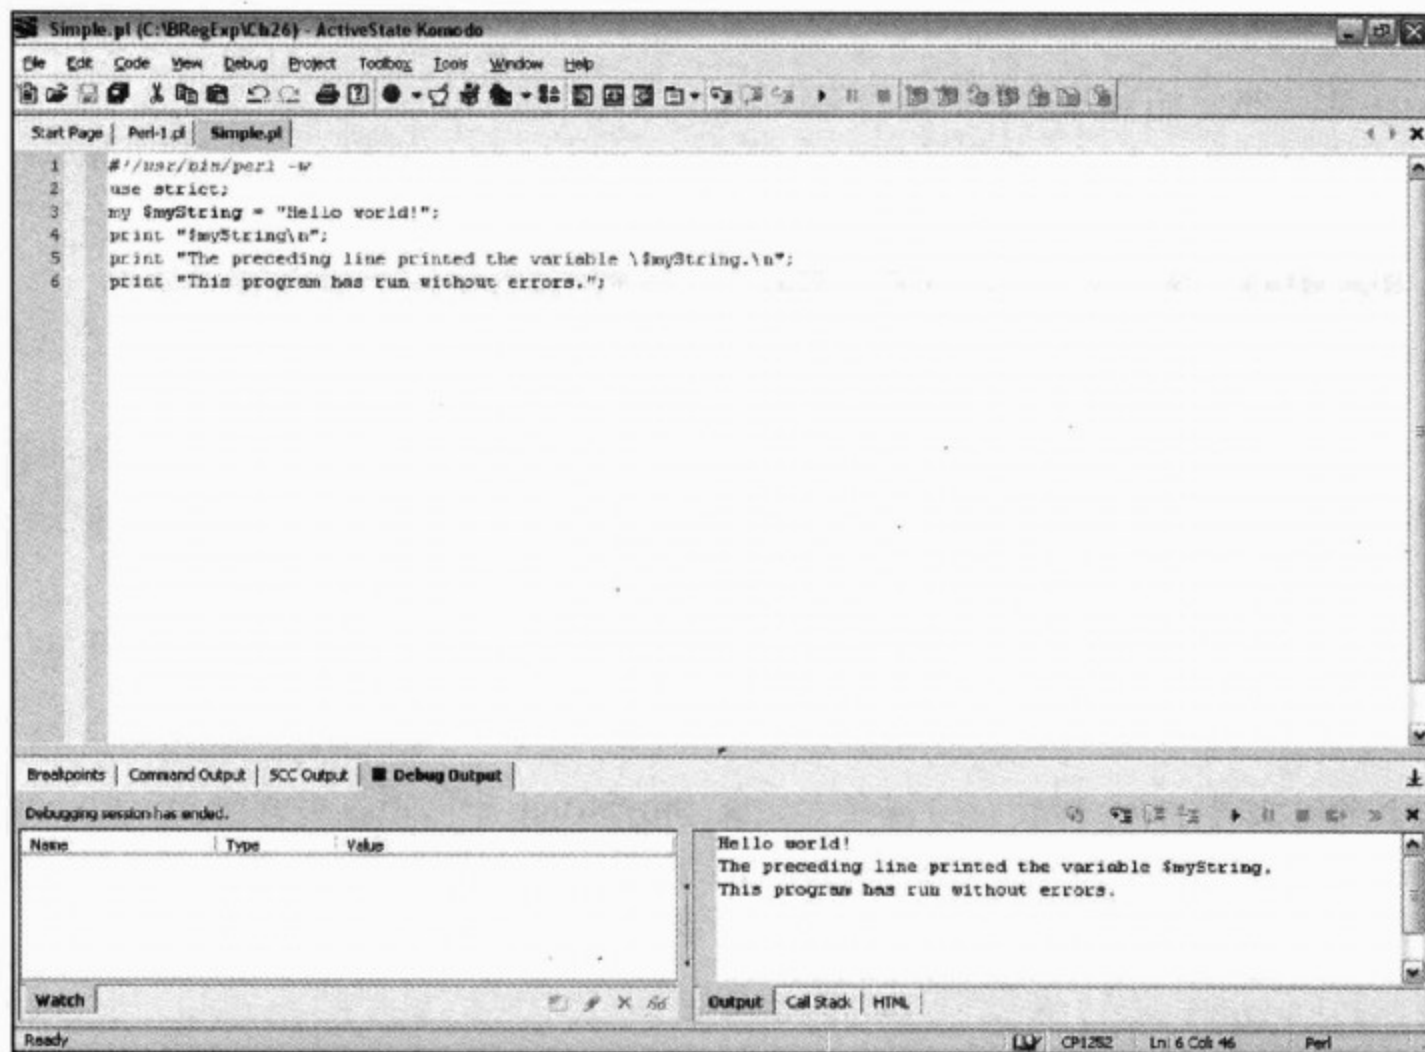 Simple.pl (C:\BRegExp\Ch26) - ActiveState Komodo
File Edit Code View Debug Project Toolbox Tools Window Help
Start Page Perl-1.pl Simple.pl
1 #!/usr/bin/perl -w
2 use strict;
3 my $myString = "Hello world!";
4 print "$myString\n";
5 print "The preceding line printed the variable \$myString.\n";
6 print "This program has run without errors.";
Breakpoints Command Output SCC Output Debug Output
Debugging session has ended.
Name Type Value
Hello world!
The preceding line printed the variable $myString.
This program has run without errors.
Watch
Output Call Stack HTML
Ready CP1252 Ln: 6 Col: 46 Perl